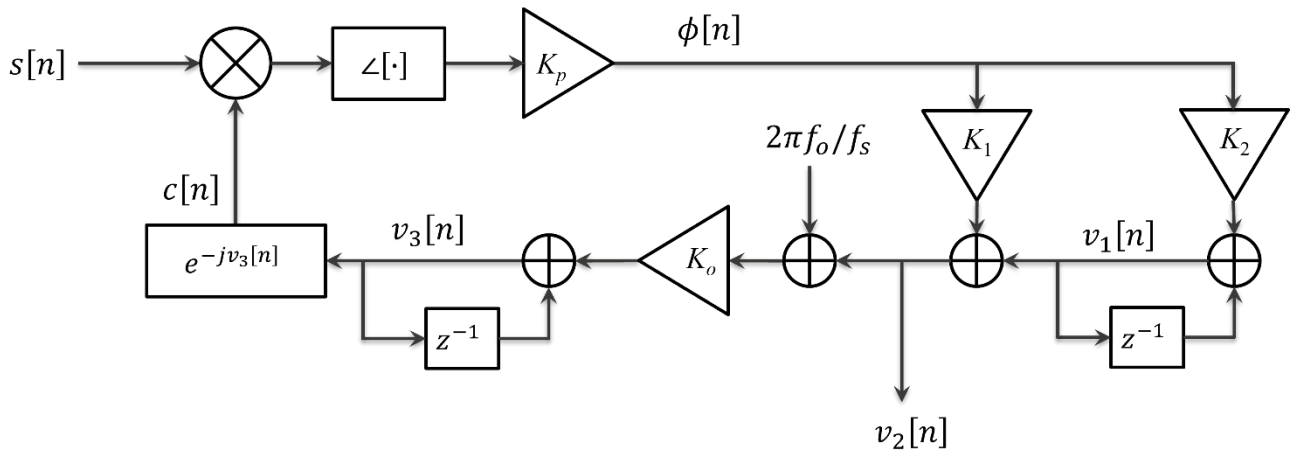 s[n]
∠[·]
K_p
ϕ[n]
K_1
K_2
2πf_o/f_s
c[n]
e^{-jv_3[n]}
v_3[n]
K_o
v_1[n]
z^{-1}
z^{-1}
v_2[n]